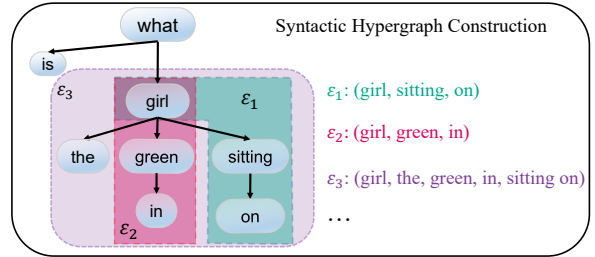 what
Syntactic Hypergraph Construction
is
ε₃
girl
ε₁
ε₁: (girl, sitting, on)
the
green
sitting
ε₂: (girl, green, in)
in
on
ε₂
ε₃: (girl, the, green, in, sitting on)
...